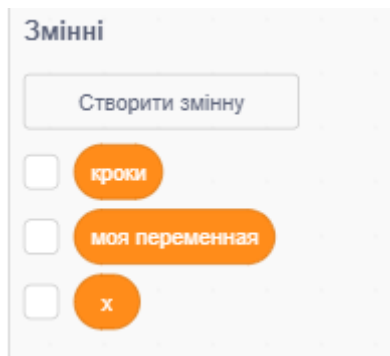 Змінні
Створити змінну
кроки
моя переменная
х